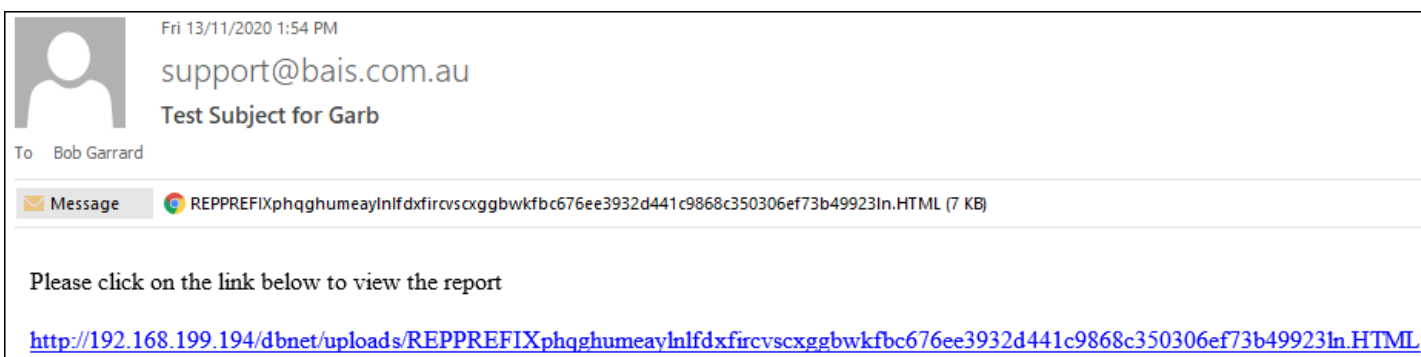 Fri 13/11/2020 1:54 PM
support@bais.com.au
Test Subject for Garb
To Bob Garrard
Message REPPREFIXphqghumeaylnlfdxfircvscxggbwkfbc676ee3932d441c9868c350306ef73b49923ln.HTML (7 KB)
Please click on the link below to view the report
http://192.168.199.194/dbnet/uploads/REPPREFIXphqghumeaylnlfdxfircvscxggbwkfbc676ee3932d441c9868c350306ef73b49923ln.HTML